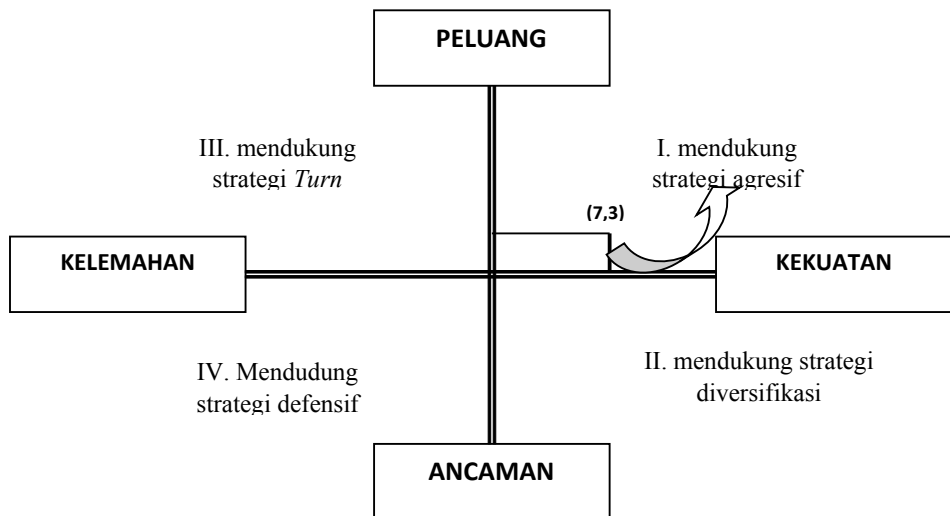 PELUANG
III. mendukung
strategi Turn
I. mendukung
strategi agresif
(7,3)
KELEMAHAN
KEKUATAN
IV. Mendudung
strategi defensif
II. mendukung strategi
diversifikasi
ANCAMAN